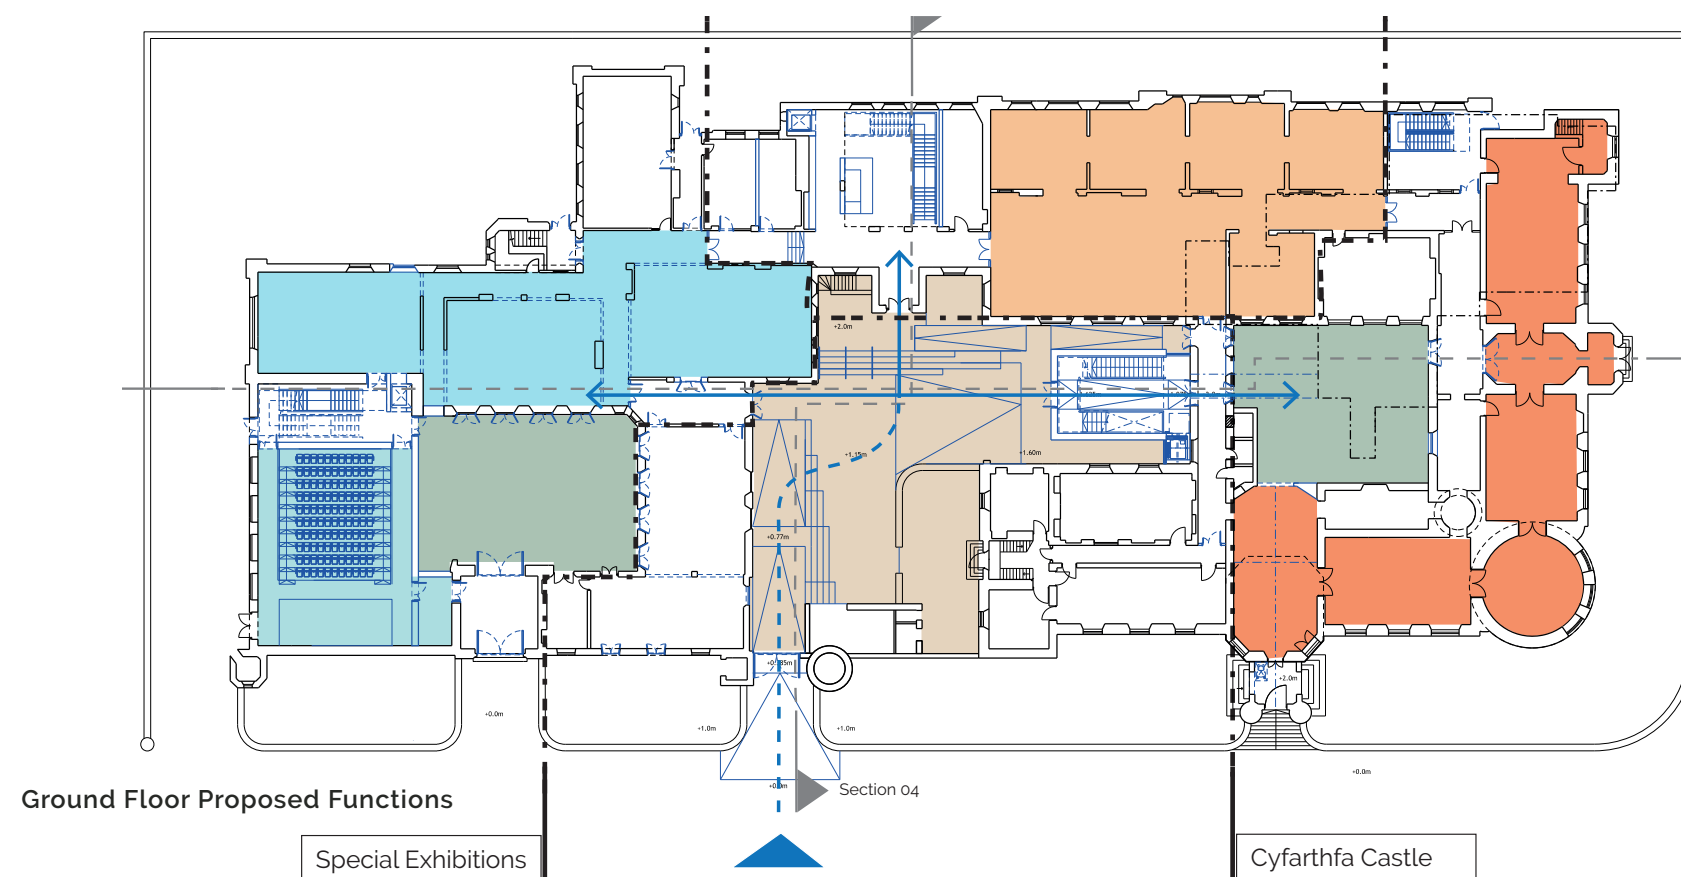 +2.0m
+1.15m
+1.60m
+0.77m
+2.0m
+0.0m
+1.0m
+1.0m
+0.0m
Section 04
Ground Floor Proposed Functions
Special Exhibitions
Cyfarthfa Castle